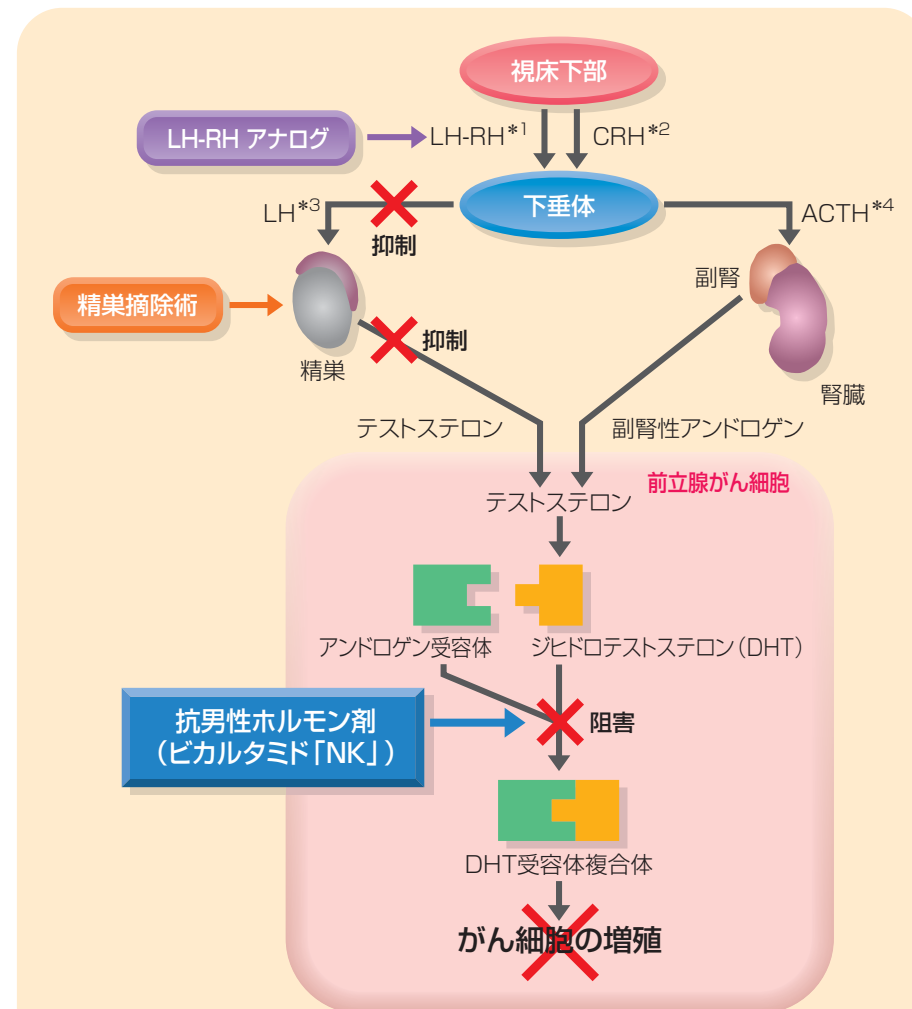 視床下部
LH-RH アナログ
LH-RH*1
CRH*2
下垂体
LH*3
ACTH*4
抑制
副腎
精巣摘除術
抑制
精巣
腎臓
テストステロン
副腎性アンドロゲン
前立腺がん細胞
テストステロン
アンドロゲン受容体
ジヒドロテストステロン(DHT)
抗男性ホルモン剤
(ビカルタミド「NK」)
阻害
DHT受容体複合体
がん細胞の増殖